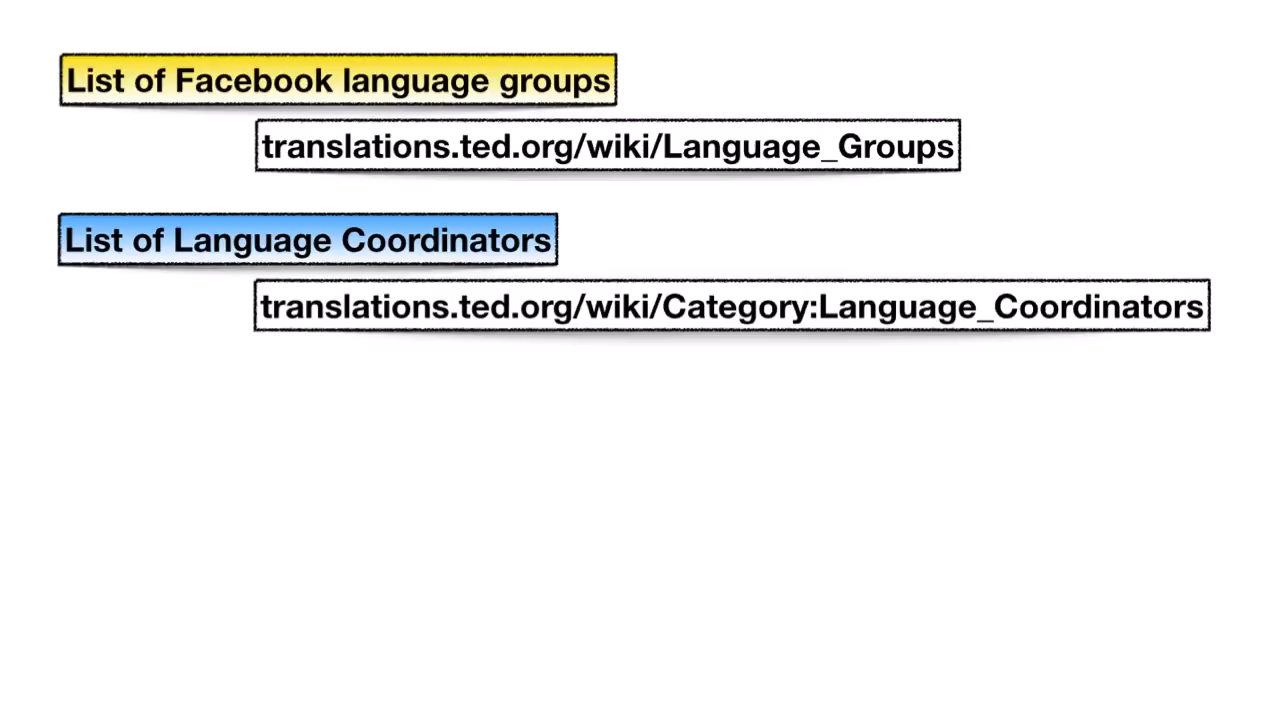 List of Facebook language groups
translations.ted.org/wiki/Language_Groups
List of Language Coordinators
translations.ted.org/wiki/Category:Language_Coordinators